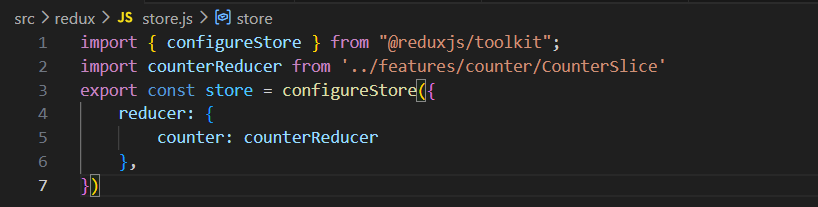 src > redux > JS store.js > store
1 import { configureStore } from "@reduxjs/toolkit";
2 import counterReducer from '../features/counter/CounterSlice'
3 export const store = configureStore({
4     reducer: {
5         counter: counterReducer
6     },
7 })